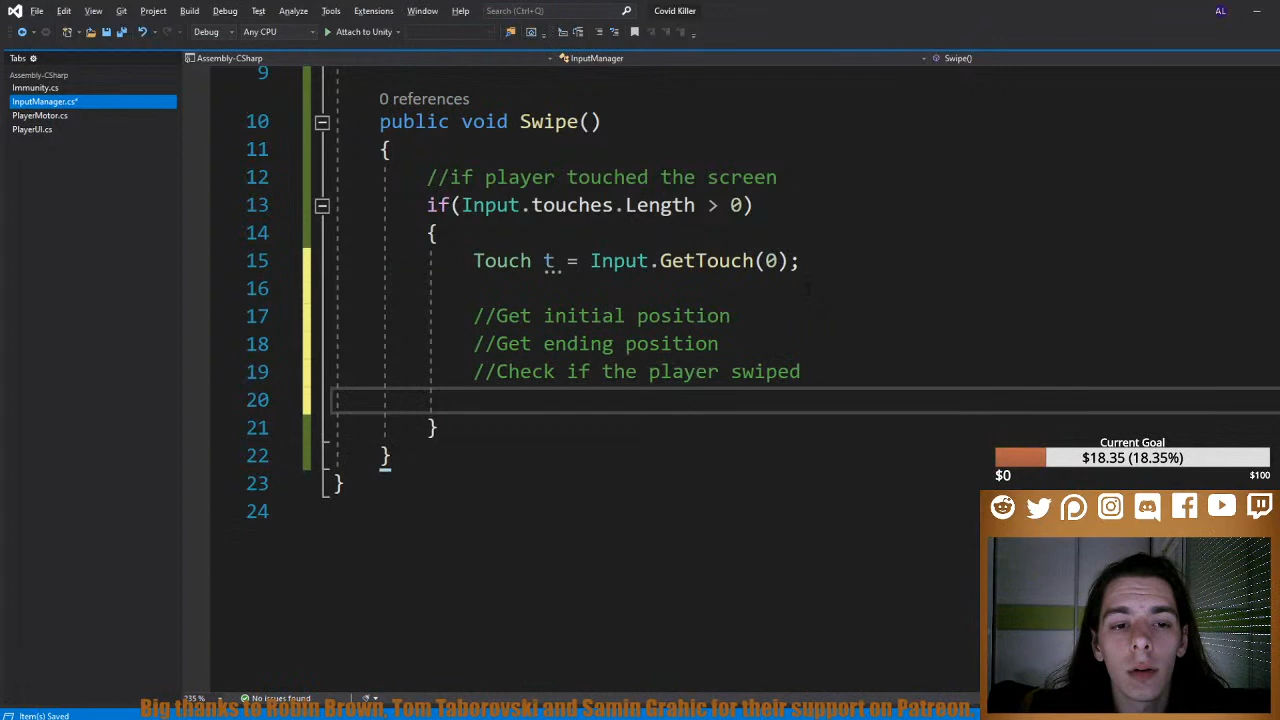 File Edit View Git Project Build Debug Test Analyze Tools Extensions Window Help Search (Ctrl+Q) Covid Killer AL
Debug Any CPU Attach to Unity
Tabs
Assembly-CSharp
Immunity.cs
InputManager.cs*
PlayerMotor.cs
PlayerUI.cs
Assembly-CSharp InputManager Swipe()
9
0 references
10 public void Swipe()
11 {
12 //if player touched the screen
13 if(Input.touches.Length > 0)
14 {
15 Touch t = Input.GetTouch(0);
16
17 //Get initial position
18 //Get ending position
19 //Check if the player swiped
20
21 }
22 }
23 }
24
Current Goal
$18.35 (18.35%)
$0 $100
235 % No issues found
Big thanks to Robin Brown, Tom Taborovski and Samin Grahic for their support on Patreon
Item(s) Saved